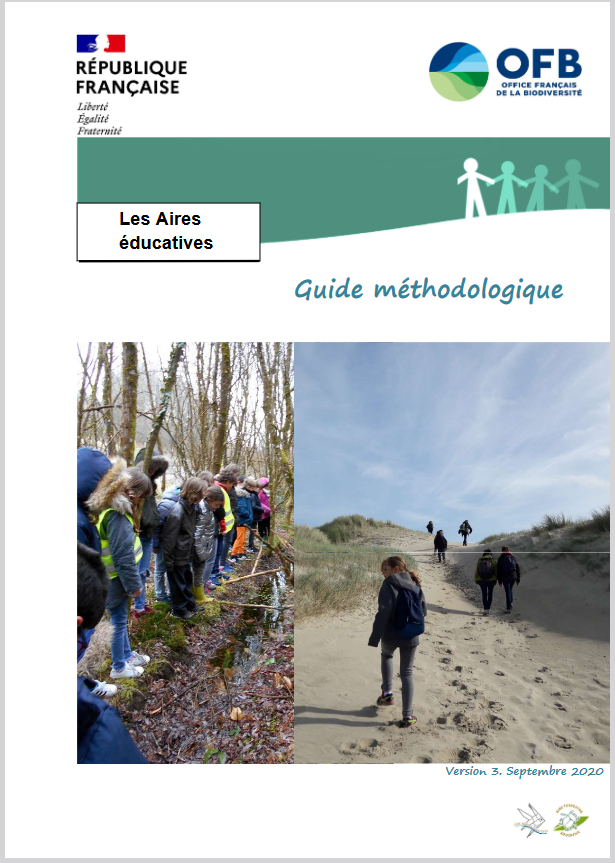 RÉPUBLIQUE
FRANÇAISE
Liberté
Égalité
Fraternité
OFB
OFFICE FRANÇAIS
DE LA BIODIVERSITÉ
Les Aires
éducatives
Guide méthodologique
Version 3. Septembre 2020